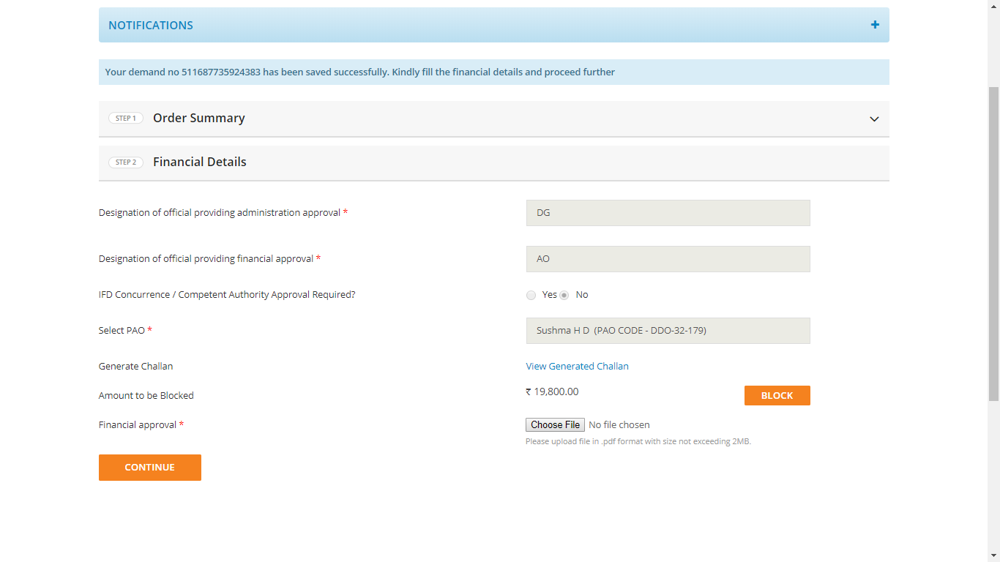 NOTIFICATIONS +
Your demand no 511687735924383 has been saved successfully. Kindly fill the financial details and proceed further
STEP 1 Order Summary
STEP 2 Financial Details
Designation of official providing administration approval * DG
Designation of official providing financial approval * AO
IFD Concurrence / Competent Authority Approval Required? Yes No
Select PAO * Sushma H D (PAO CODE - DDO-32-179)
Generate Challan View Generated Challan
Amount to be Blocked ₹ 19,800.00 BLOCK
Financial approval * Choose File No file chosen
Please upload file in .pdf format with size not exceeding 2MB.
CONTINUE